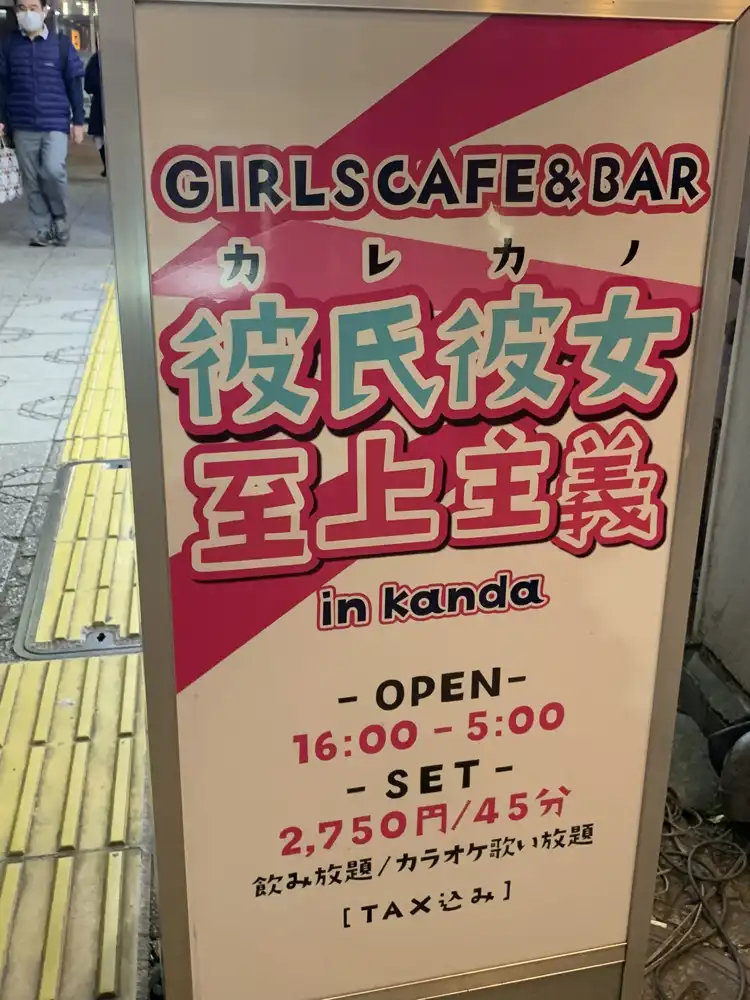 GIRLSCAFE&BAR
カレカノ
彼氏彼女
至上主義
in kanda
- OPEN-
16:00 - 5:00
- SET -
2,750円/45分
飲み放題/カラオケ歌い放題
[TAX込み]